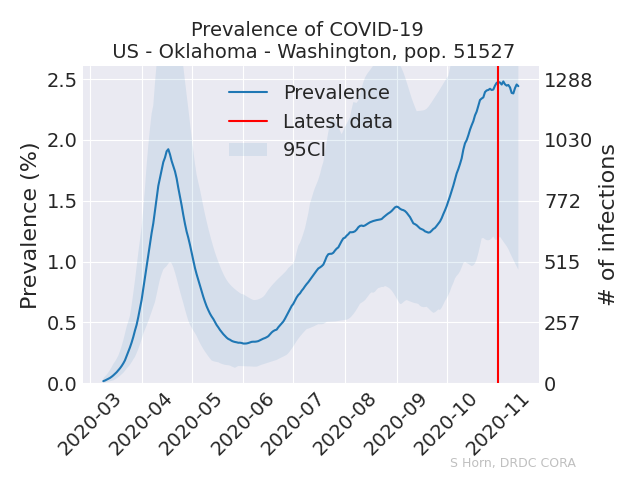 Prevalence of COVID-19
US - Oklahoma - Washington, pop. 51527
Prevalence (%)
2.5
2.0
1.5
1.0
0.5
0.0
Prevalence
Latest data
95CI
1288
1030
772
515
257
0
# of infections
2020-03
2020-04
2020-05
2020-06
2020-07
2020-08
2020-09
2020-10
2020-11
S Horn, DRDC CORA